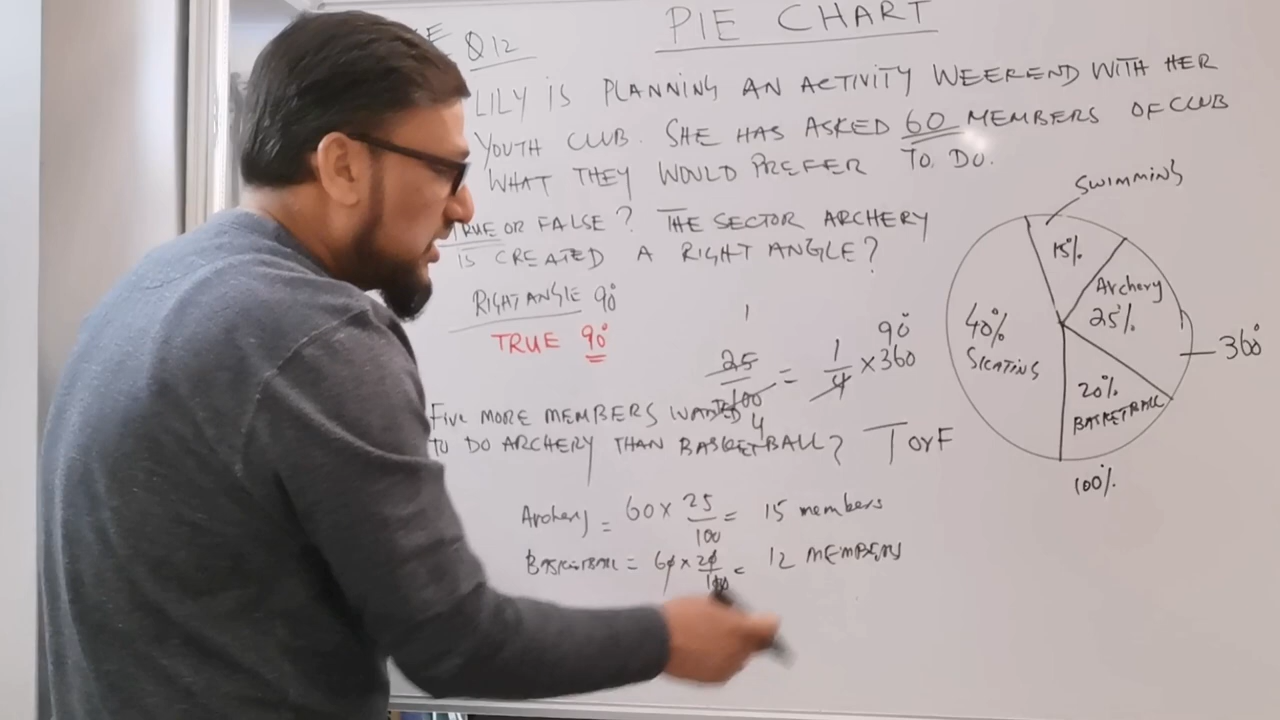 E Q12
PIE CHART
LILY IS PLANNING AN ACTIVITY WEEREND WITH HER
YOUTH CLUB. SHE HAS ASKED 60 MEMBERS OF CLUB
WHAT THEY WOULD PREFER TO DO.
TRUE OR FALSE? THE SECTOR ARCHERY
IS CREATED A RIGHT ANGLE?
RIGHT ANGLE 90°
TRUE 90°
1
25/100 = 1/4 × 360
90°
4
FIVE MORE MEMBERS WANTED
TO DO ARCHERY THAN BASKETBALL? T or F
Archery = 60 × 25/100 = 15 members
BASKETBALL = 60 × 20/100 = 12 MEMBERS
SWIMMING
15%
Archery
25%
40%
SKATING
20%
BASKETBALL
360°
100%